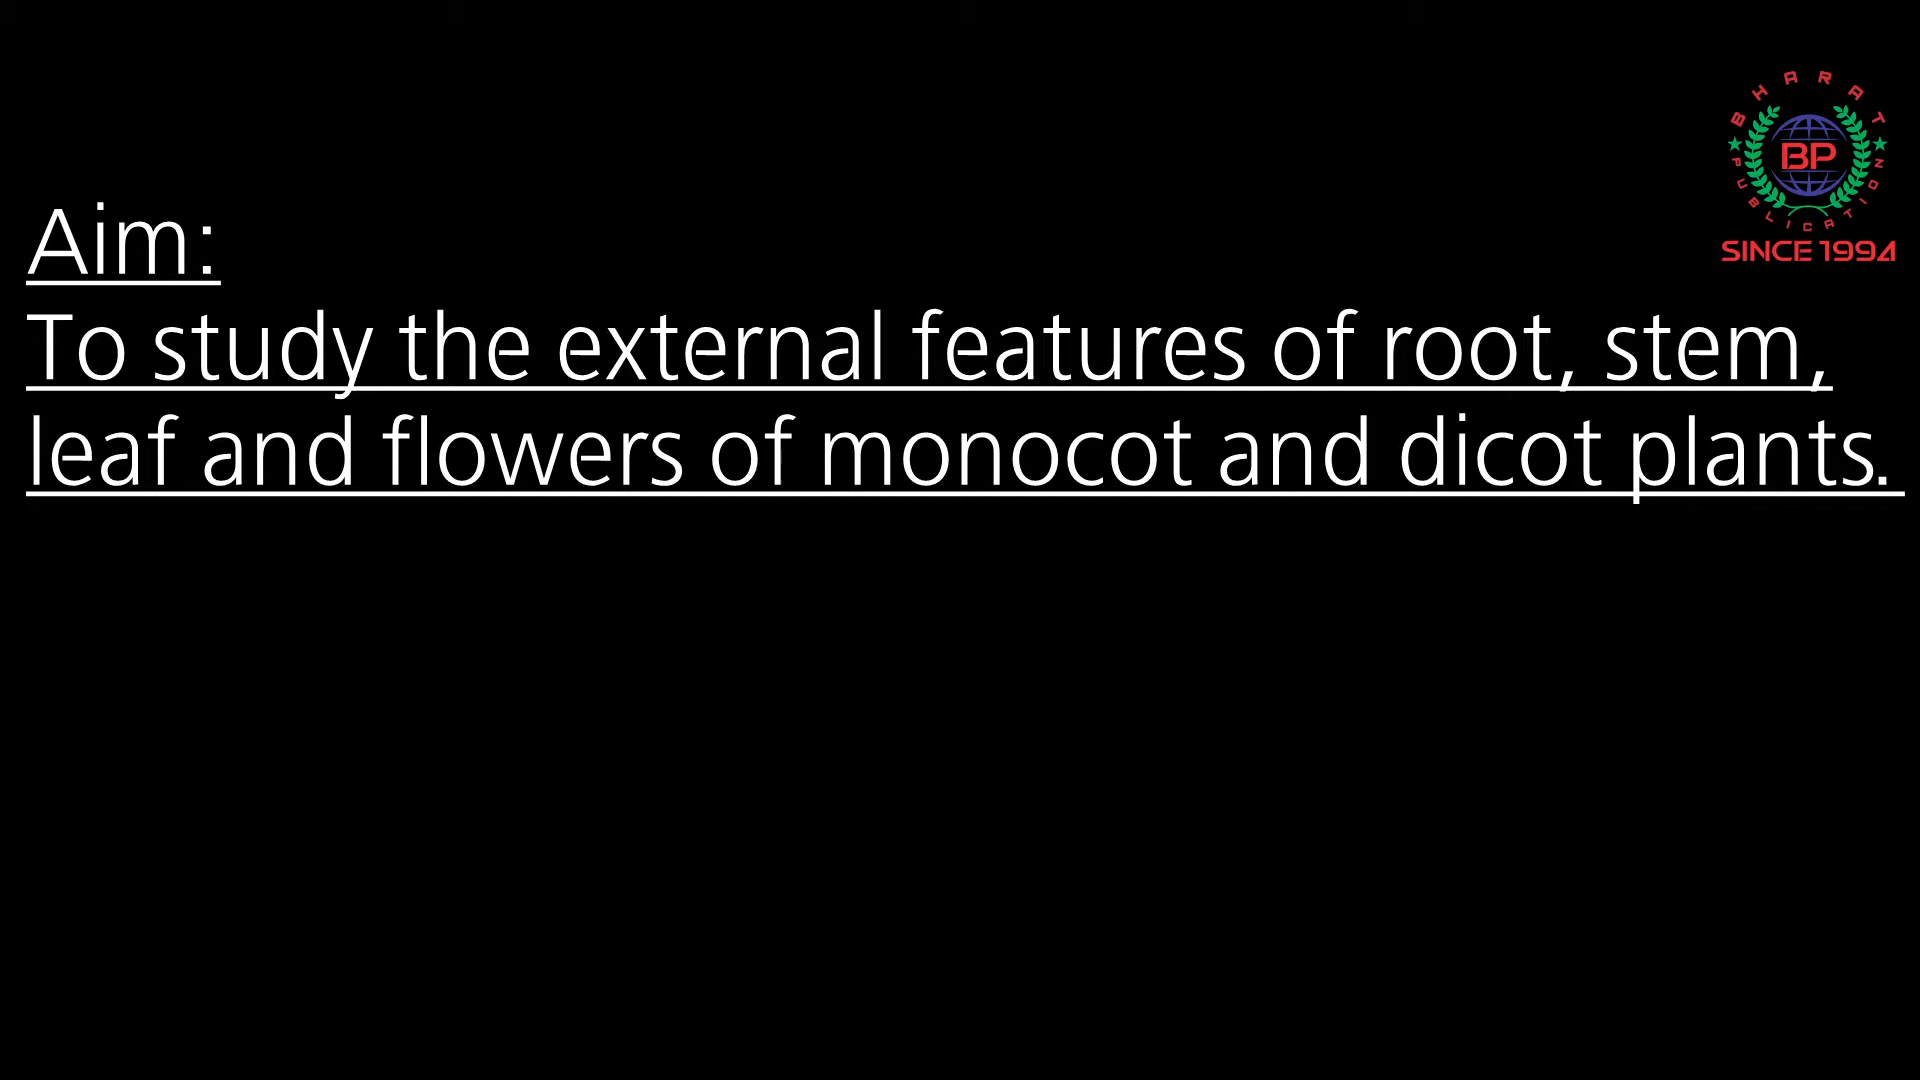 BHARAT
BP
PUBLICATION
SINCE 1994
Aim:
To study the external features of root, stem,
leaf and flowers of monocot and dicot plants.